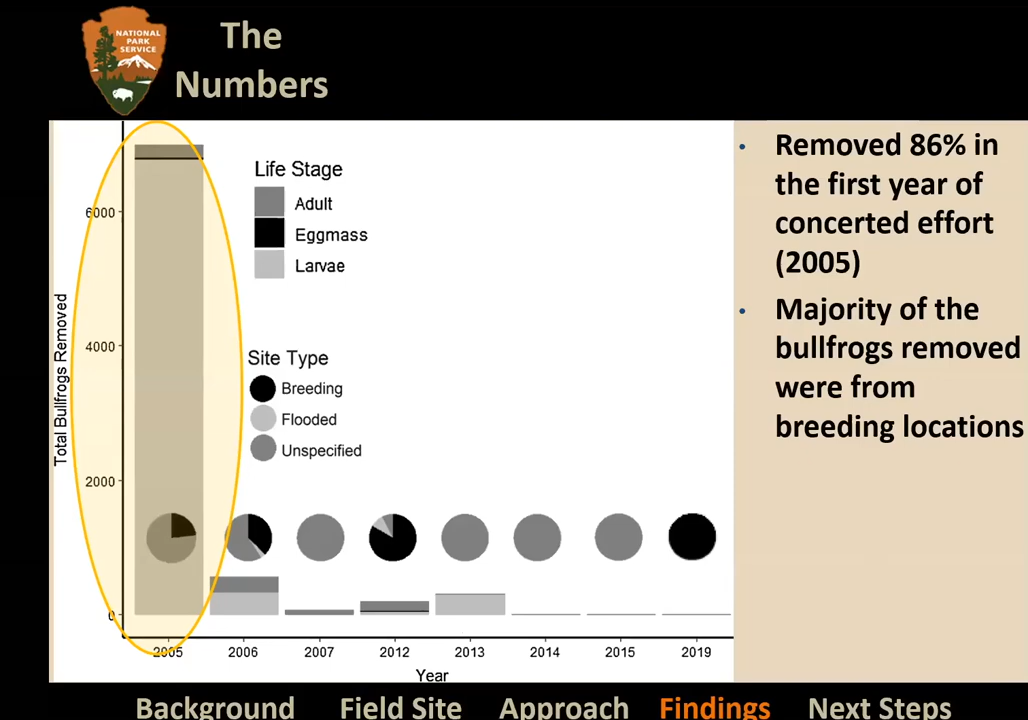 NATIONAL
PARK
SERVICE
The
Numbers
Total Bullfrogs Removed
6000
4000
2000
0
Life Stage
Adult
Eggmass
Larvae
Site Type
Breeding
Flooded
Unspecified
2005 2006 2007 2012 2013 2014 2015 2019
Year
• Removed 86% in
the first year of
concerted effort
(2005)
• Majority of the
bullfrogs removed
were from
breeding locations
Background Field Site Approach Findings Next Steps